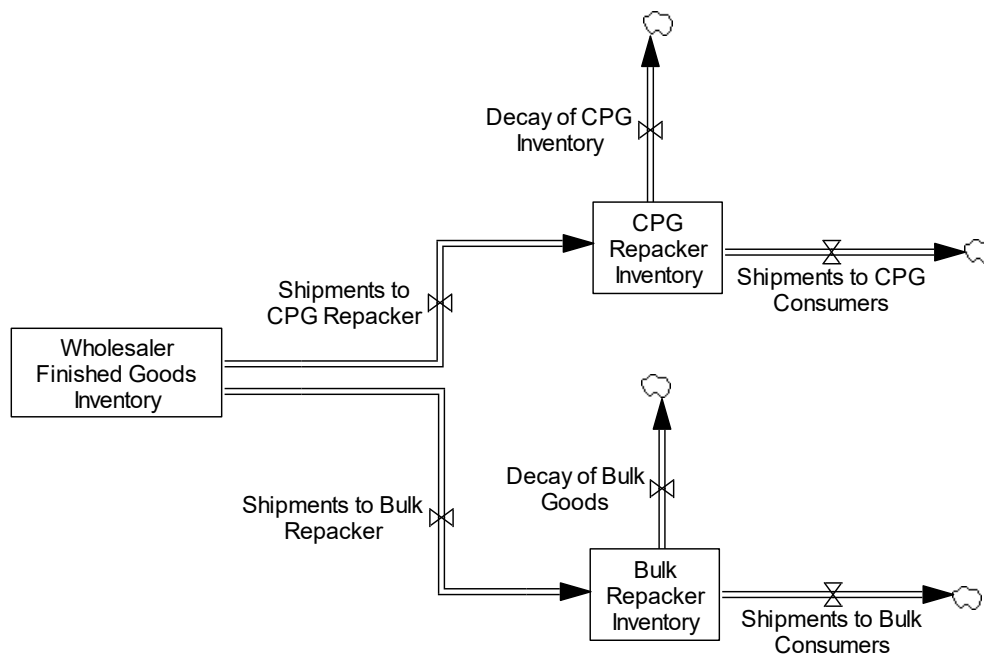 Decay of CPG
Inventory
CPG
Repacker
Inventory
Shipments to CPG
Consumers
Shipments to
CPG Repacker
Wholesaler
Finished Goods
Inventory
Decay of Bulk
Goods
Shipments to Bulk
Repacker
Bulk
Repacker
Inventory
Shipments to Bulk
Consumers